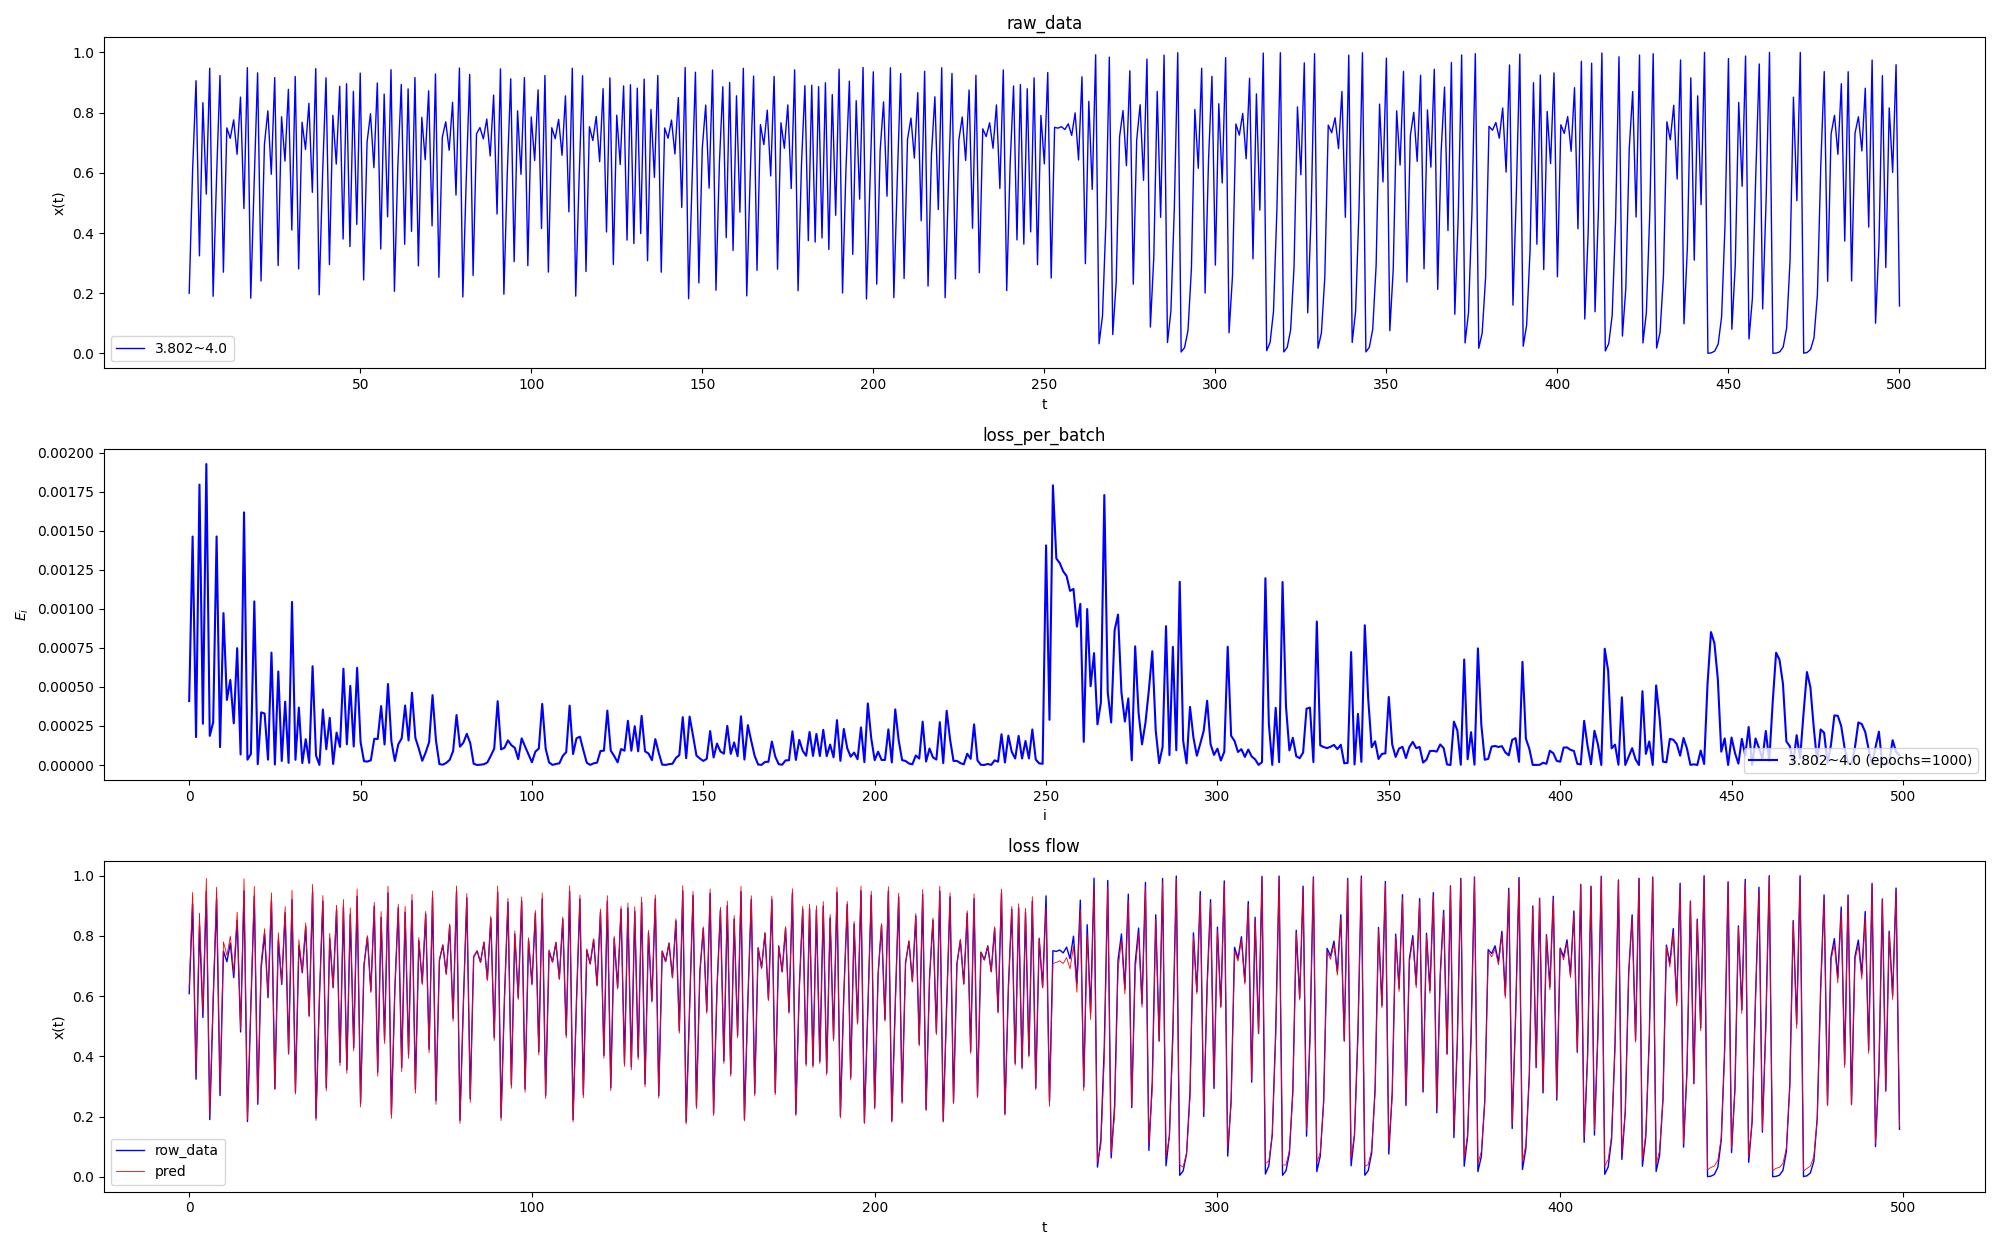 raw_data
1.0
0.8
0.6
0.4
0.2
0.0
x(t)
3.802~4.0
50 100 150 200 250 300 350 400 450 500
t
loss_per_batch
0.00200
0.00175
0.00150
0.00125
0.00100
0.00075
0.00050
0.00025
0.00000
E_i
3.802~4.0 (epochs=1000)
0 50 100 150 200 250 300 350 400 450 500
i
loss flow
1.0
0.8
0.6
0.4
0.2
0.0
x(t)
row_data
pred
0 100 200 300 400 500
t